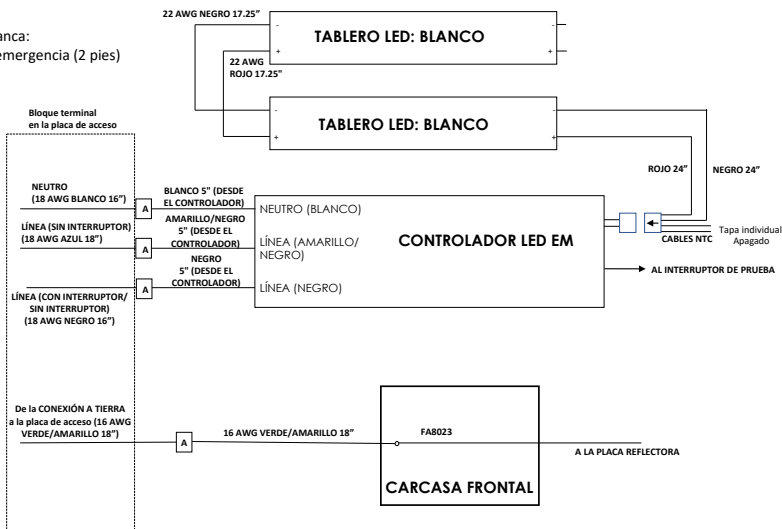 anca:
emergencia (2 pies)
22 AWG NEGRO 17.25"
-
+
TABLERO LED: BLANCO
-
+
22 AWG
ROJO 17.25"
-
+
TABLERO LED: BLANCO
-
+
ROJO 24"
NEGRO 24"
Bloque terminal
en la placa de acceso
NEUTRO
(18 AWG BLANCO 16")
A
BLANCO 5" (DESDE
EL CONTROLADOR)
NEUTRO (BLANCO)
LÍNEA (SIN INTERRUPTOR)
(18 AWG AZUL 18")
A
AMARILLO/NEGRO
5" (DESDE EL
CONTROLADOR)
LÍNEA (AMARILLO/
NEGRO)
CONTROLADOR LED EM
CABLES NTC
Tapa individual
Apagado
AL INTERRUPTOR DE PRUEBA
LÍNEA (CON INTERRUPTOR/
SIN INTERRUPTOR)
(18 AWG NEGRO 16")
A
NEGRO
5" (DESDE EL
CONTROLADOR)
LÍNEA (NEGRO)
De la CONEXIÓN A TIERRA
a la placa de acceso (16 AWG
VERDE/AMARILLO 18")
A
16 AWG VERDE/AMARILLO 18"
FA8023
A LA PLACA REFLECTORA
CARCASA FRONTAL